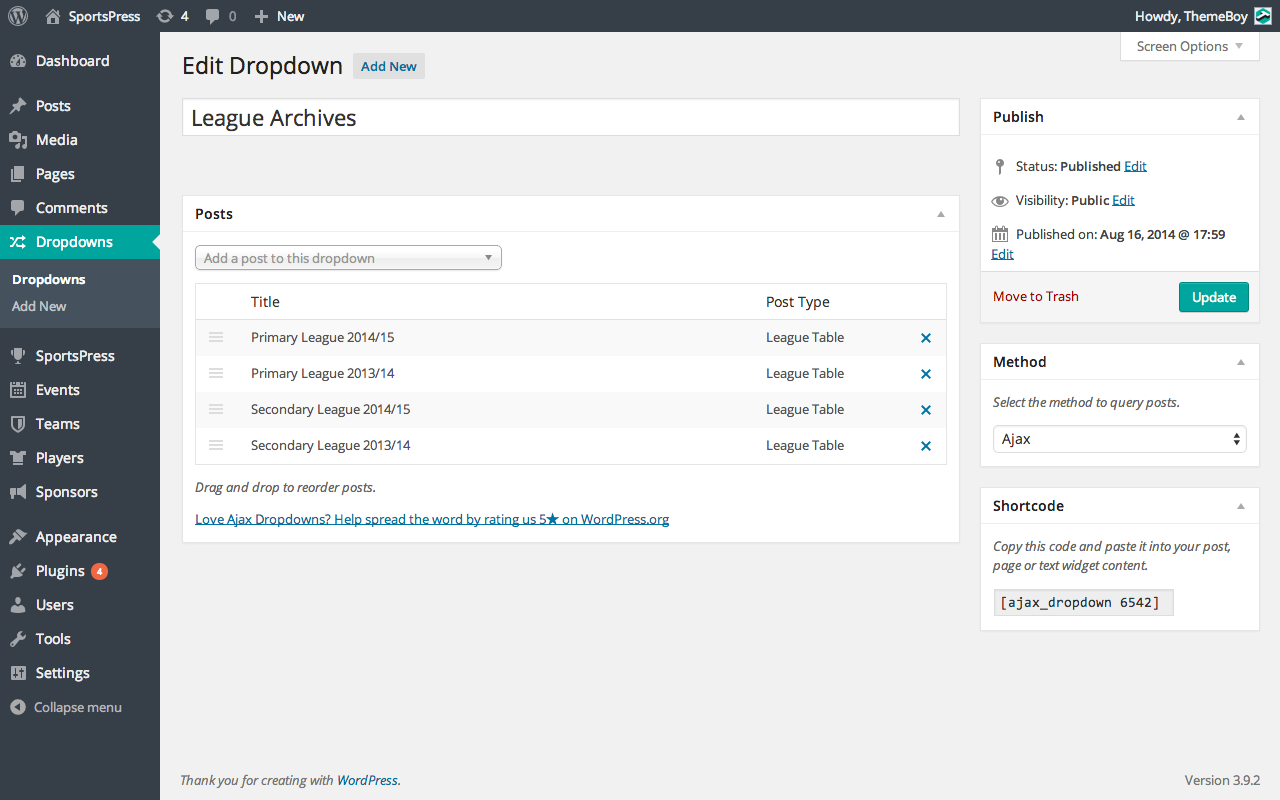 SportsPress 4 0 New Howdy, ThemeBoy
Screen Options
Dashboard
Posts
Media
Pages
Comments
Dropdowns
Dropdowns
Add New
SportsPress
Events
Teams
Players
Sponsors
Appearance
Plugins 4
Users
Tools
Settings
Collapse menu
Edit Dropdown Add New
League Archives
Posts
Add a post to this dropdown
Title Post Type
Primary League 2014/15 League Table
Primary League 2013/14 League Table
Secondary League 2014/15 League Table
Secondary League 2013/14 League Table
Drag and drop to reorder posts.
Love Ajax Dropdowns? Help spread the word by rating us 5★ on WordPress.org
Publish
Status: Published Edit
Visibility: Public Edit
Published on: Aug 16, 2014 @ 17:59
Edit
Move to Trash Update
Method
Select the method to query posts.
Ajax
Shortcode
Copy this code and paste it into your post,
page or text widget content.
[ajax_dropdown 6542]
Thank you for creating with WordPress. Version 3.9.2